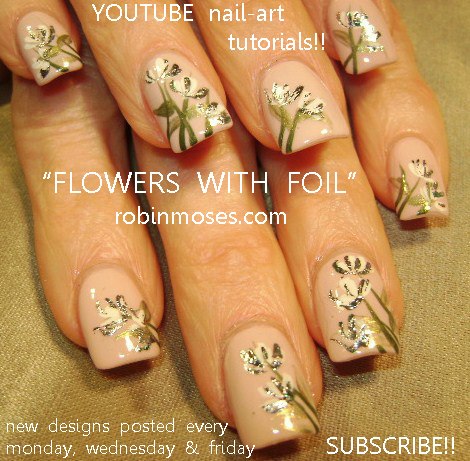 YOUTUBE nail-art
tutorials!!
"FLOWERS WITH FOIL"
robinmoses.com
new designs posted every
monday, wednesday & friday
SUBSCRIBE!!